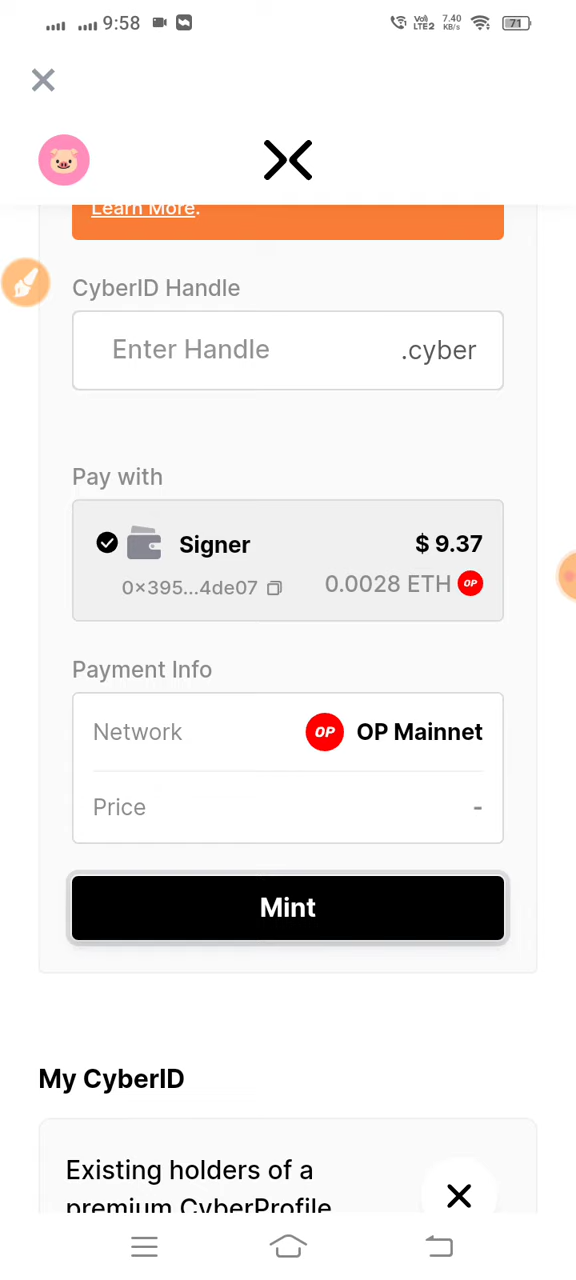 9:58
Voll LTE2
7.40 KB/s
71
Learn More.
CyberID Handle
Enter Handle .cyber
Pay with
Signer $ 9.37
0×395...4de07 0.0028 ETH OP
Payment Info
Network OP OP Mainnet
Price -
Mint
My CyberID
Existing holders of a
premium CyberProfile